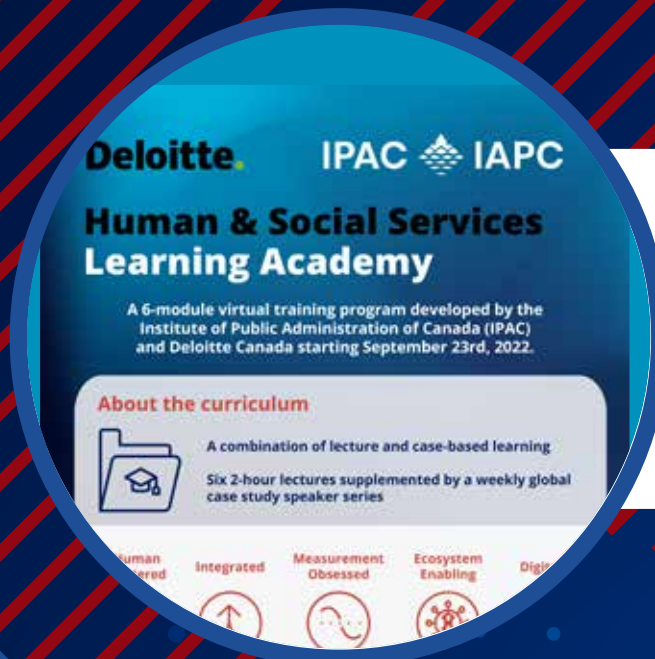 Deloitte.
IPAC IAPC
Human & Social Services
Learning Academy
A 6-module virtual training program developed by the
Institute of Public Administration of Canada (IPAC)
and Deloitte Canada starting September 23rd, 2022.
About the curriculum
A combination of lecture and case-based learning
Six 2-hour lectures supplemented by a weekly global
case study speaker series
Human
Integrated
Measurement
Obsessed
Ecosystem
Enabling